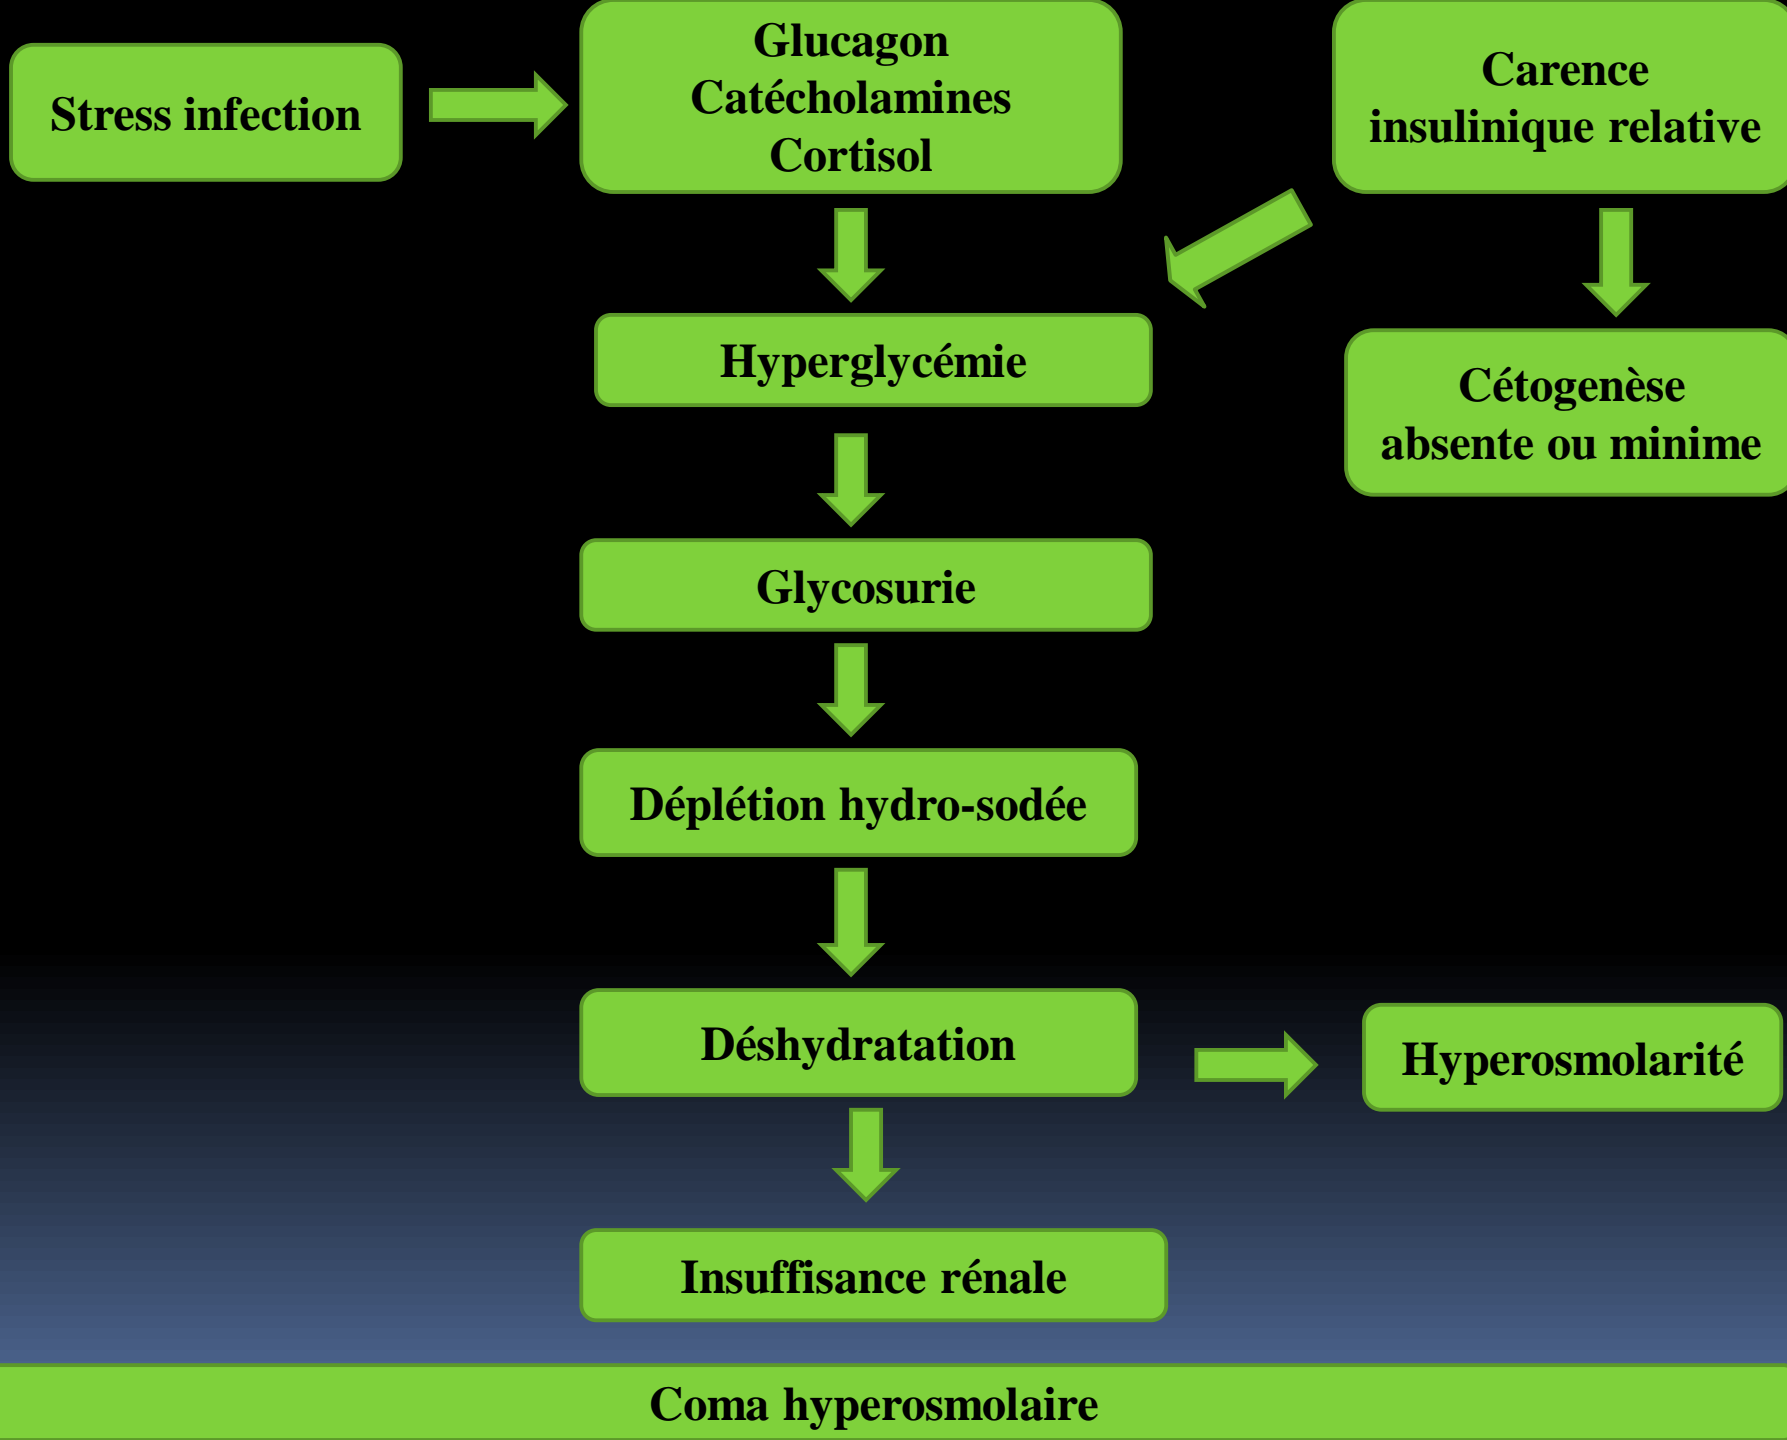 Stress infection
Glucagon
Catécholamines
Cortisol
Carence
insulinique relative
Hyperglycémie
Cétogenèse
absente ou minime
Glycosurie
Déplétion hydro-sodée
Déshydratation
Hyperosmolarité
Insuffisance rénale
Coma hyperosmolaire